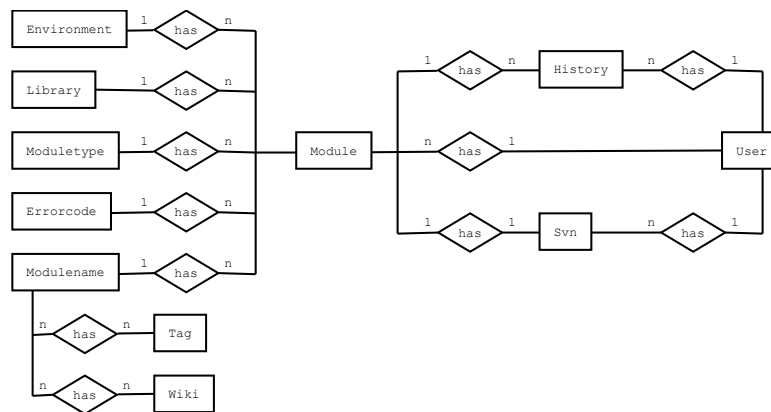 Environment 1 has n
Library 1 has n
Moduletype 1 has n
Errorcode 1 has n
Modulename 1 has n
n has n Tag
n has n Wiki
Module
1 has n History n has 1
n has 1 User
1 has 1 Svn n has 1